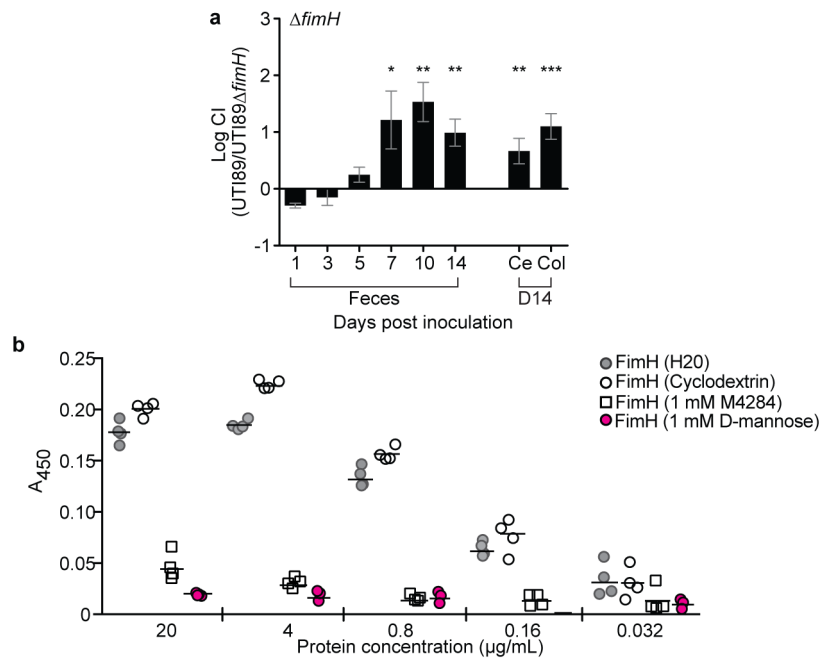 a
ΔfimH
Log CI
(UTI89/UTI89ΔfimH)
3
2
1
0
-1
* ** ** ** ***
1 3 5 7 10 14 Ce Col
Feces D14
Days post inoculation
b
A450
0.25
0.20
0.15
0.10
0.05
0
FimH (H20)
FimH (Cyclodextrin)
FimH (1 mM M4284)
FimH (1 mM D-mannose)
20 4 0.8 0.16 0.032
Protein concentration (µg/mL)